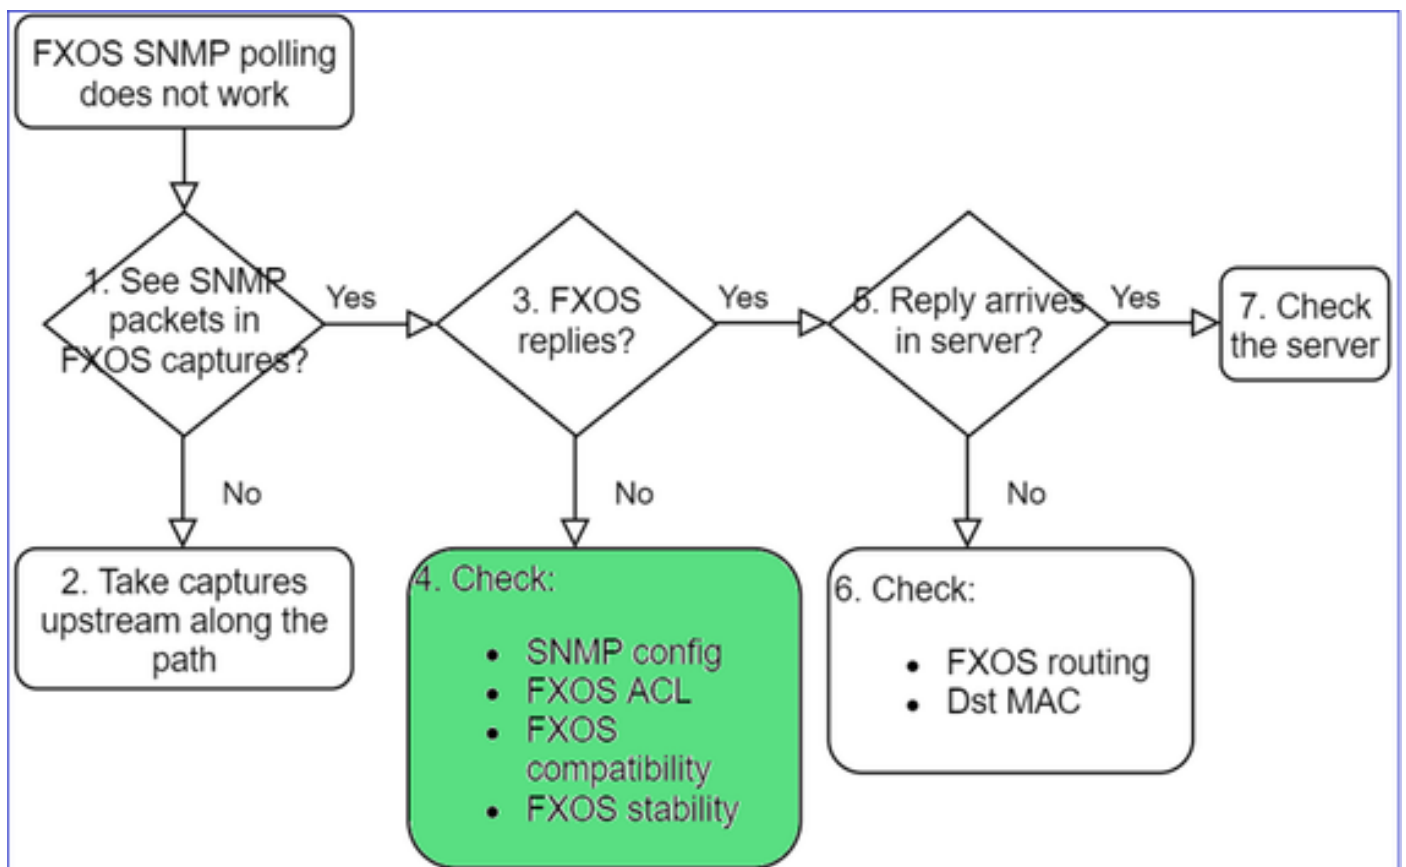 FXOS SNMP polling
does not work
1. See SNMP
packets in
FXOS captures?
Yes
No
2. Take captures
upstream along the
path
3. FXOS
replies?
Yes
No
4. Check:
• SNMP config
• FXOS ACL
• FXOS
compatibility
• FXOS stability
5. Reply arrives
in server?
Yes
No
6. Check:
• FXOS routing
• Dst MAC
7. Check
the server